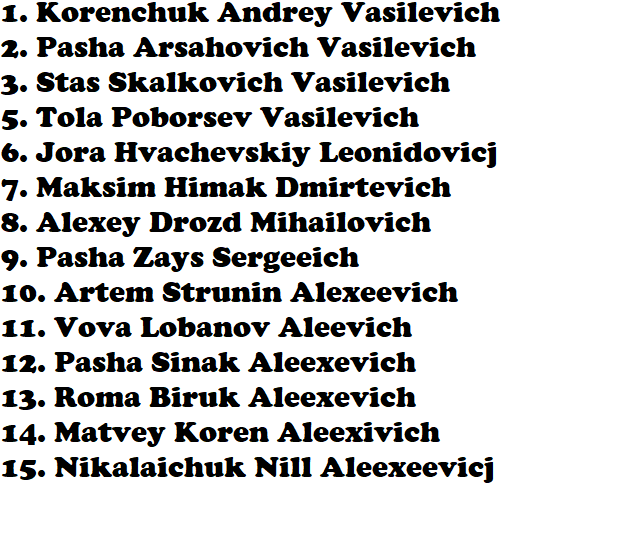 1. Korenchuk Andrey Vasilevich
2. Pasha Arsahovich Vasilevich
3. Stas Skalkovich Vasilevich
5. Tola Poborsev Vasilevich
6. Jora Hvachevskiy Leonidovicj
7. Maksim Himak Dmirtevich
8. Alexey Drozd Mihailovich
9. Pasha Zays Sergeeich
10. Artem Strunin Alexeevich
11. Vova Lobanov Aleevich
12. Pasha Sinak Aleexevich
13. Roma Biruk Aleexevich
14. Matvey Koren Aleexivich
15. Nikalaichuk Nill Aleexeevicj